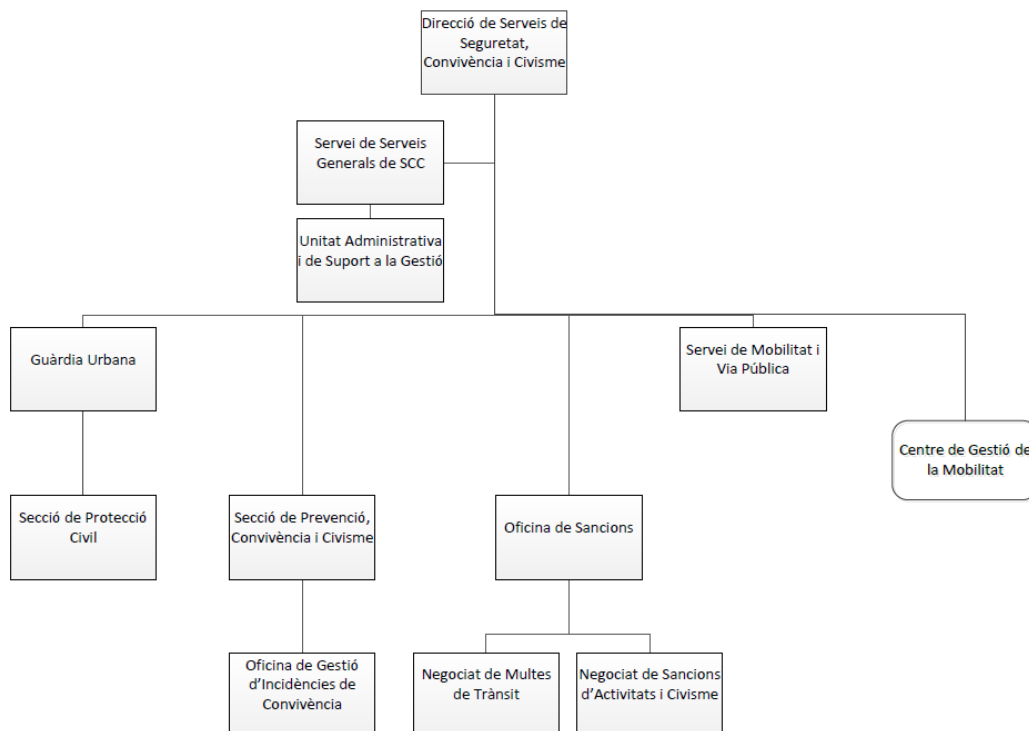 Direcció de Serveis de
Seguretat,
Convivència i Civisme
Servei de Serveis
Generals de SCC
Unitat Administrativa
i de Suport a la Gestió
Guàrdia Urbana
Servei de Mobilitat i
Via Pública
Centre de Gestió de
la Mobilitat
Secció de Protecció
Civil
Secció de Prevenció,
Convivència i Civisme
Oficina de Sancions
Oficina de Gestió
d’Incidències de
Convivència
Negociat de Multes
de Trànsit
Negociat de Sancions
d’Activitats i Civisme